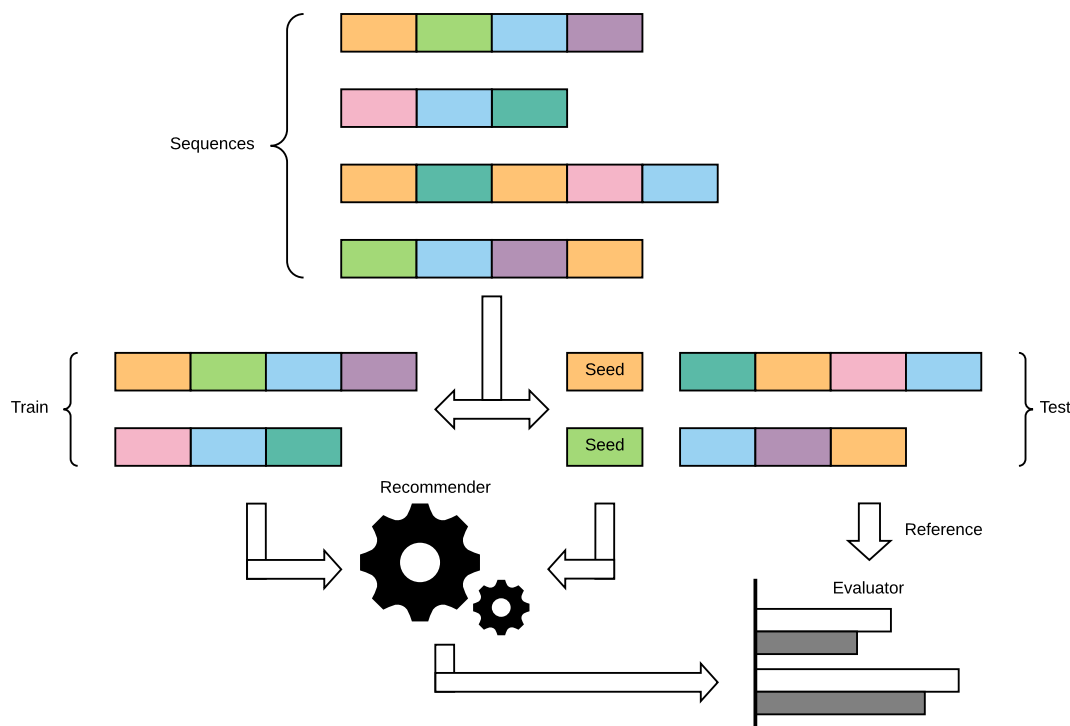 Sequences
Train
Seed
Test
Seed
Recommender
Reference
Evaluator